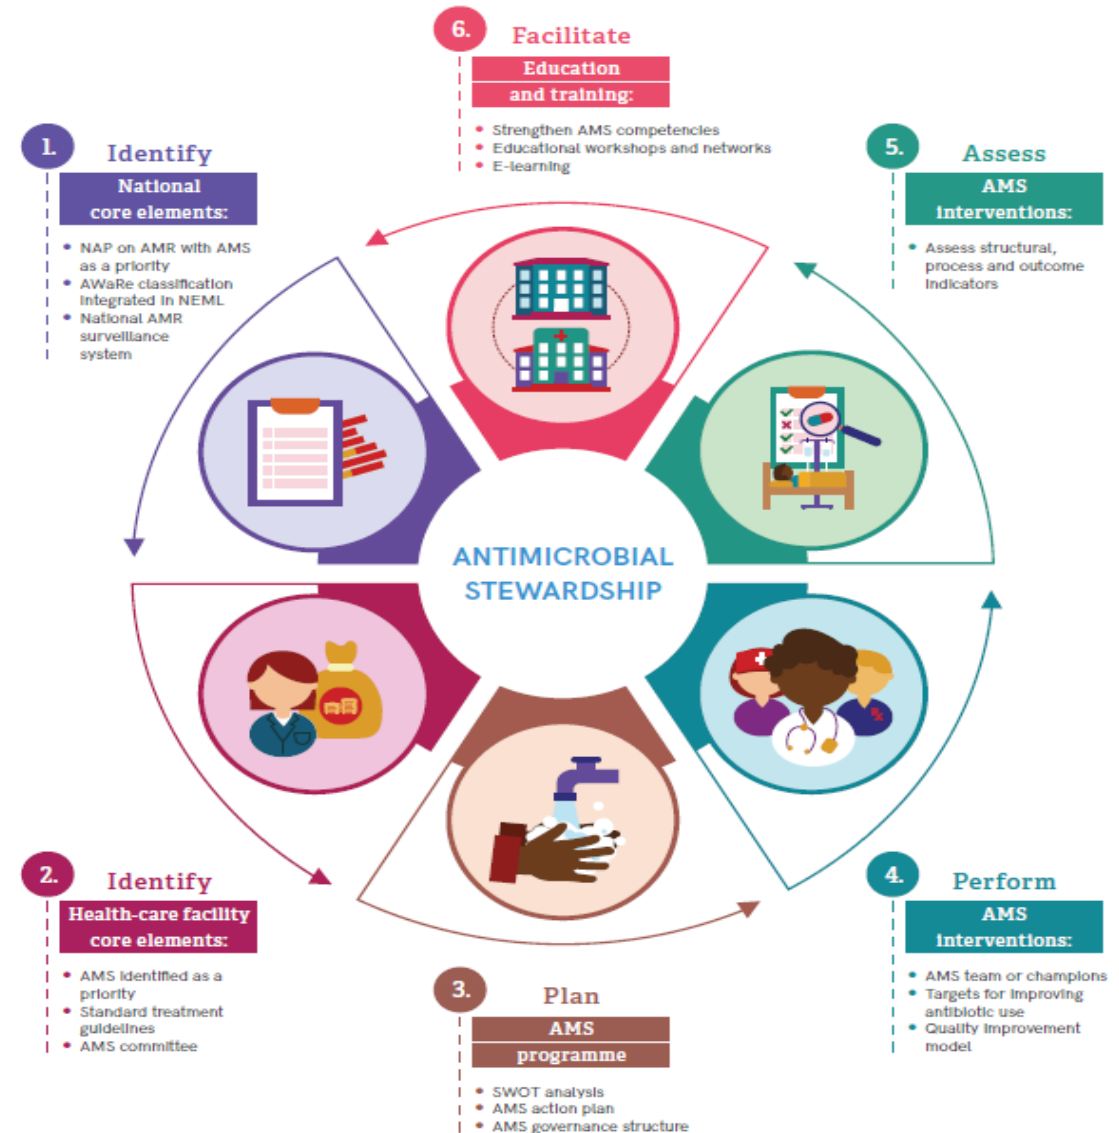 6. Facilitate
Education
and training:
• Strengthen AMS competencies
• Educational workshops and networks
• E-learning
1. Identify
National
core elements:
• NAP on AMR with AMS
as a priority
• AWaRe classification
integrated in NEML
• National AMR
surveillance
system
5. Assess
AMS
interventions:
• Assess structural,
process and outcome
indicators
ANTIMICROBIAL
STEWARDSHIP
2. Identify
Health-care facility
core elements:
• AMS identified as a
priority
• Standard treatment
guidelines
• AMS committee
3. Plan
AMS
programme
• SWOT analysis
• AMS action plan
• AMS governance structure
4. Perform
AMS
interventions:
• AMS team or champions
• Targets for improving
antibiotic use
• Quality improvement
model